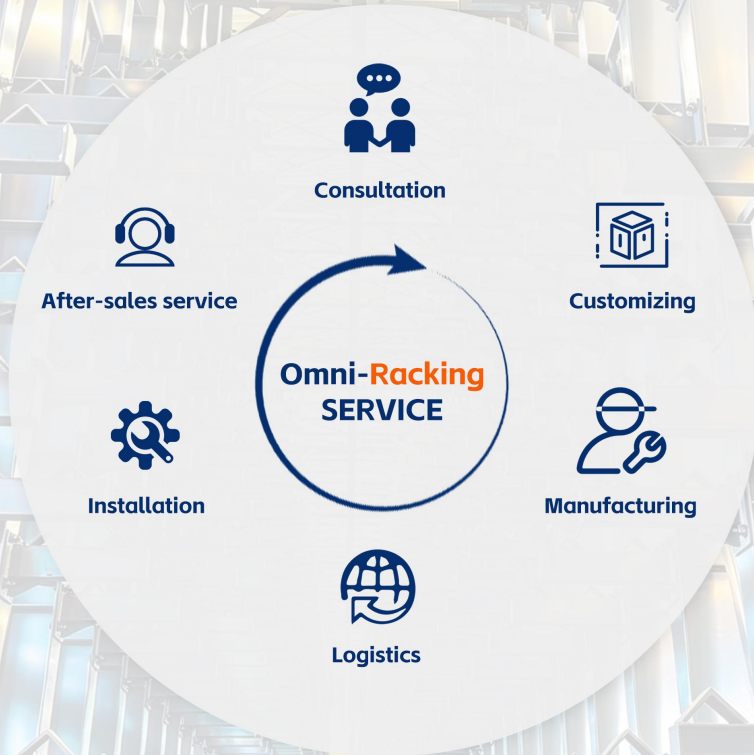 Consultation
Customizing
Manufacturing
Logistics
Installation
After-sales service
Omni-Racking
SERVICE